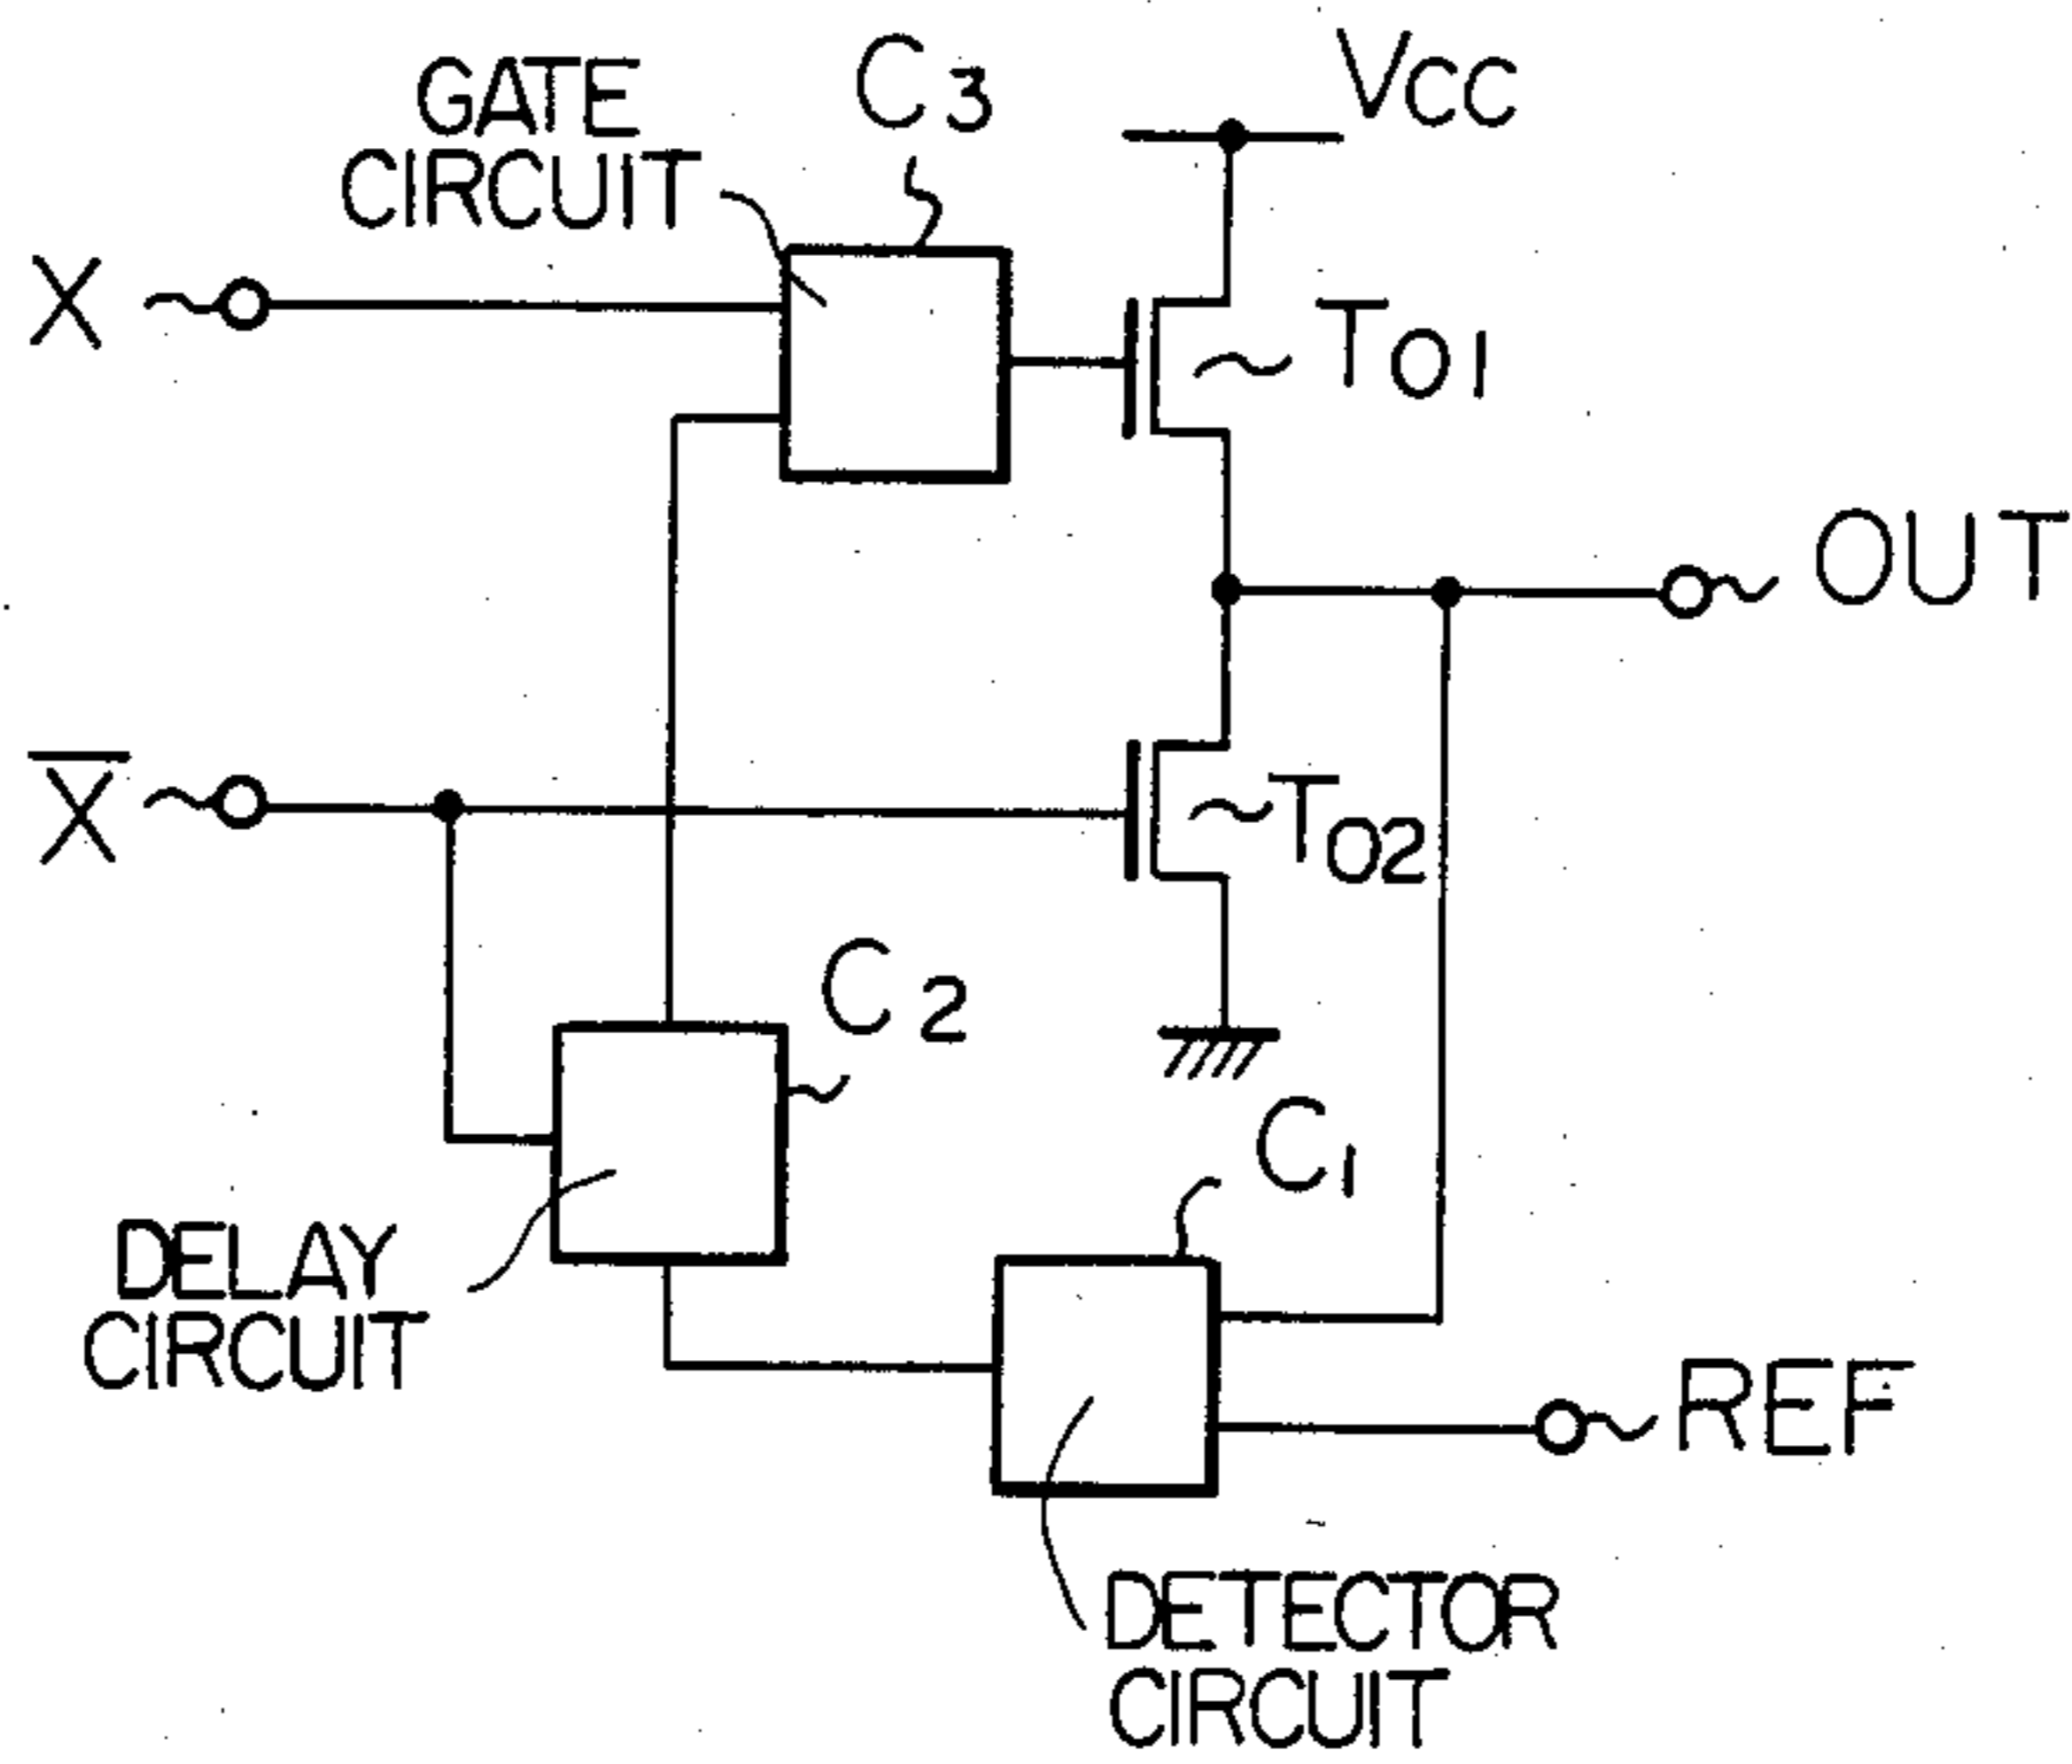 GATE
CIRCUIT
C3
VCC
X
T01
OUT
X̅
T02
C2
C1
DELAY
CIRCUIT
REF
DETECTOR
CIRCUIT